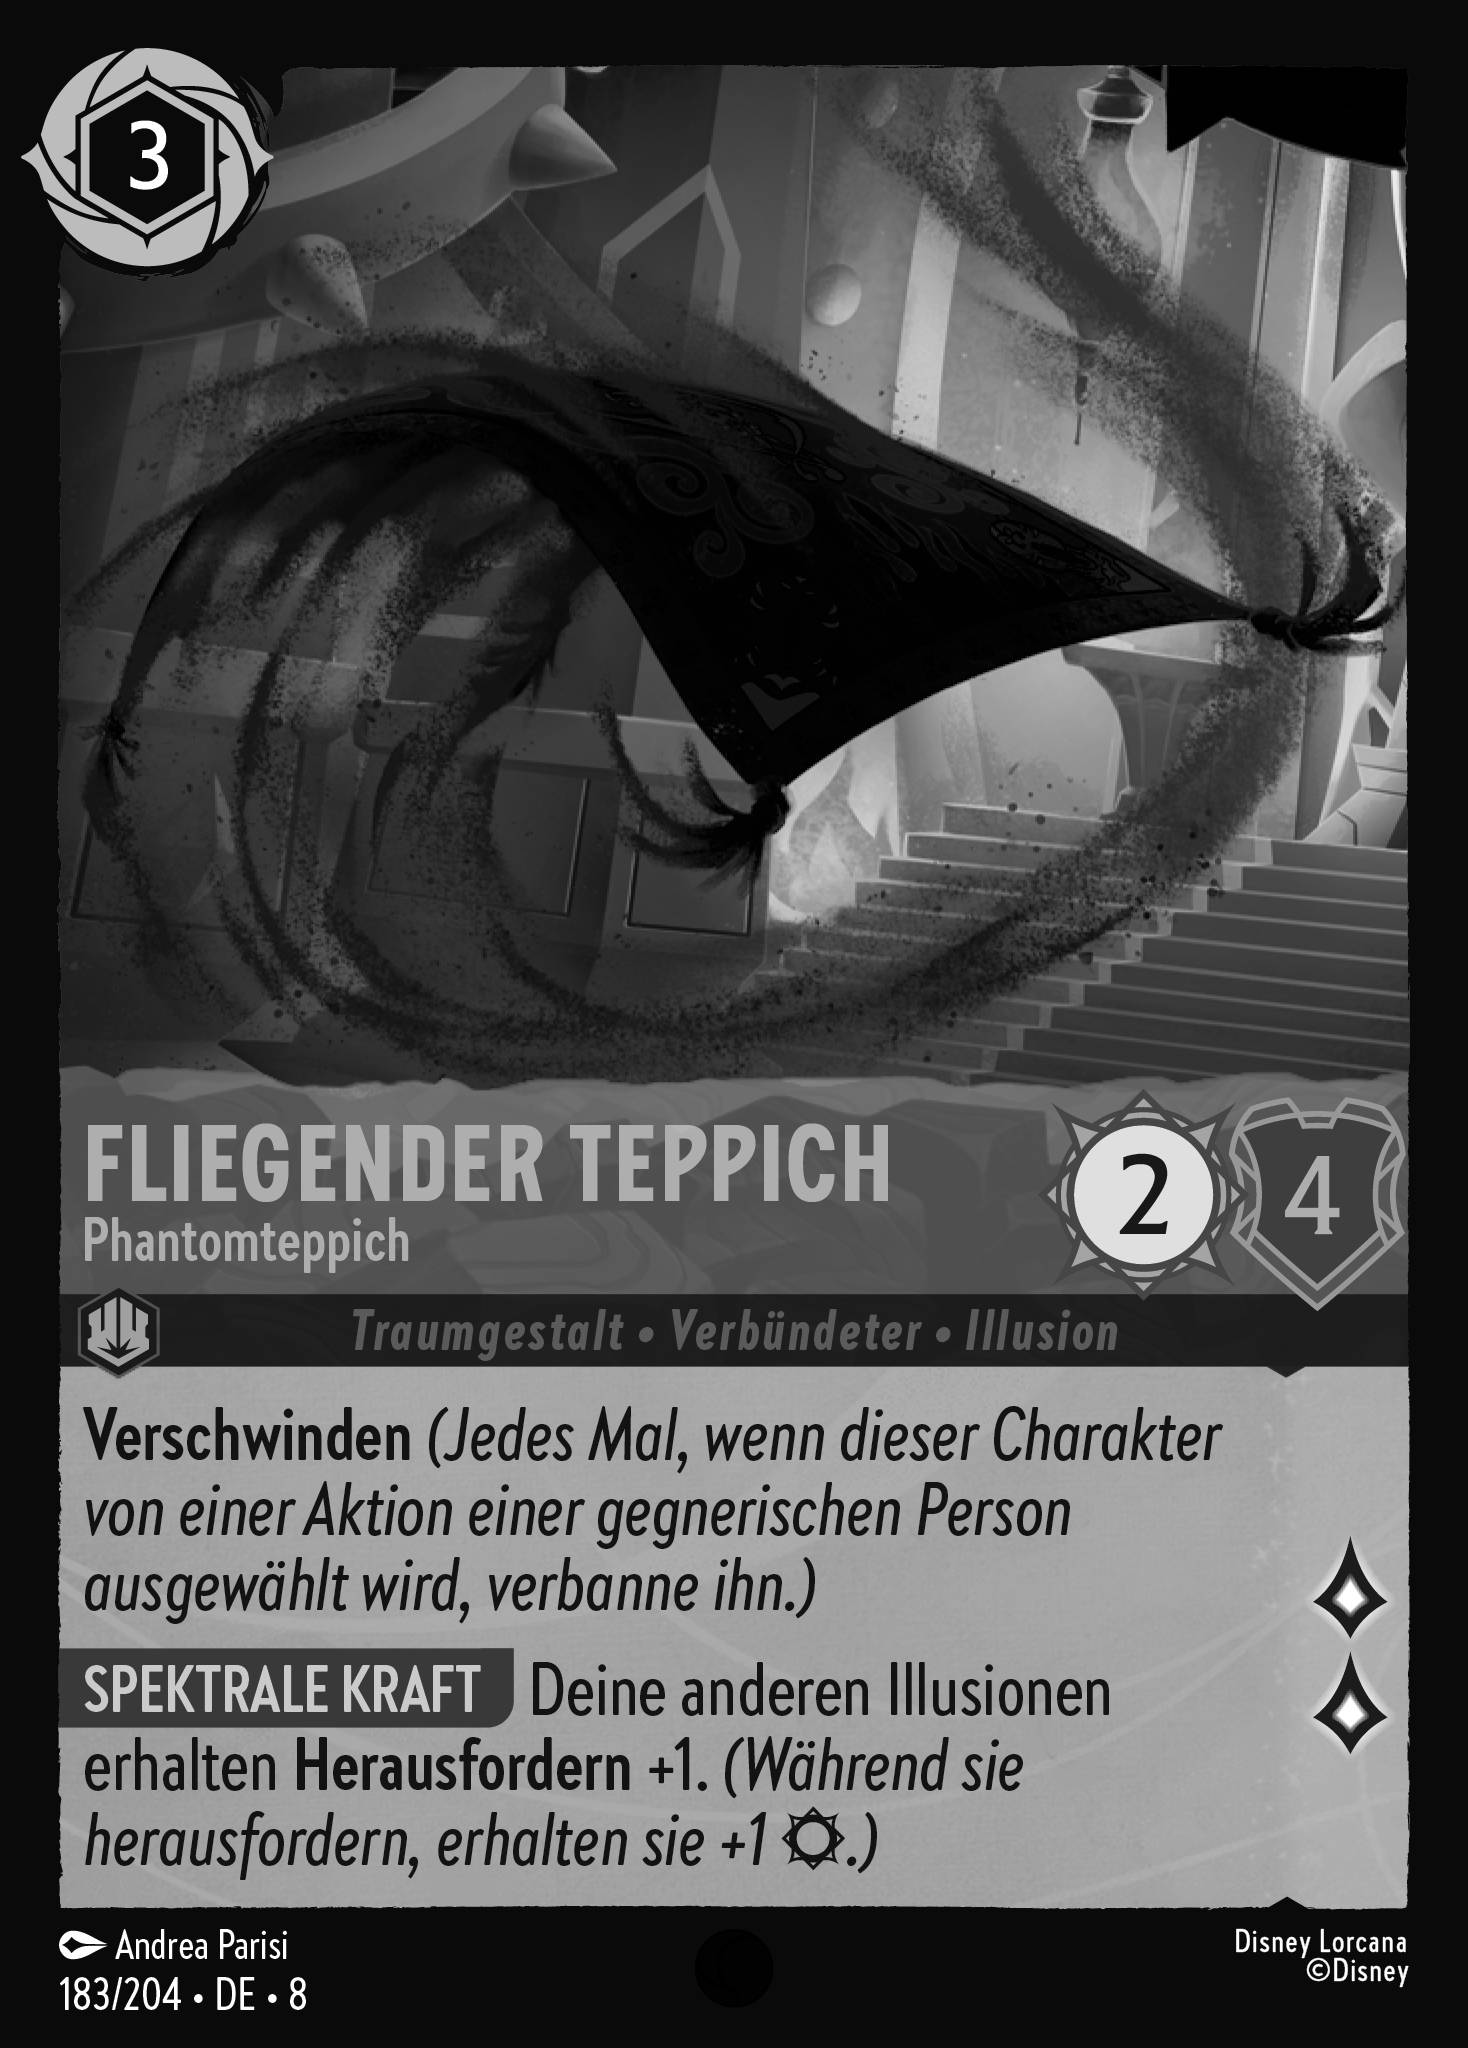 3
FLIEGENDER TEPPICH
Phantomteppich
2 4
Traumgestalt • Verbündeter • Illusion
Verschwinden (Jedes Mal, wenn dieser Charakter
von einer Aktion einer gegnerischen Person
ausgewählt wird, verbanne ihn.)
SPEKTRALE KRAFT Deine anderen Illusionen
erhalten Herausfordern +1. (Während sie
herausfordern, erhalten sie +1 .)
Andrea Parisi
183/204 • DE • 8
Disney Lorcana
©Disney